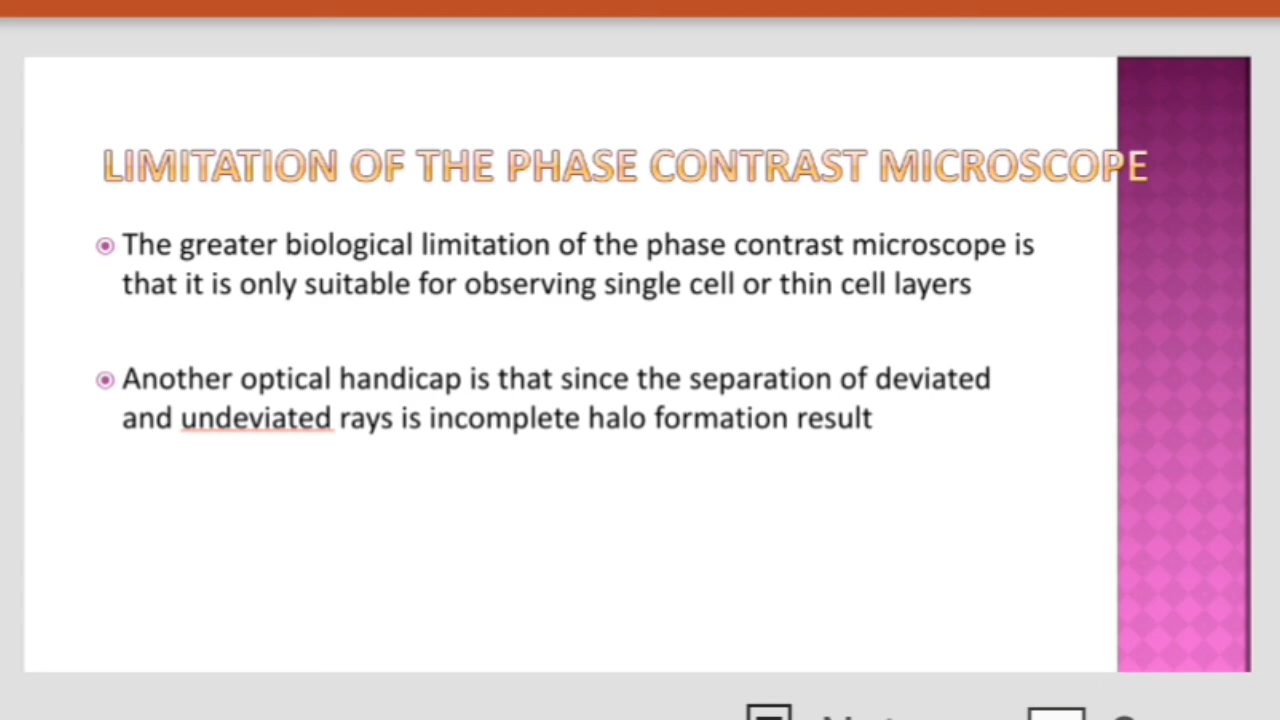 LIMITATION OF THE PHASE CONTRAST MICROSCOPE
The greater biological limitation of the phase contrast microscope is
that it is only suitable for observing single cell or thin cell layers
Another optical handicap is that since the separation of deviated
and undeviated rays is incomplete halo formation result